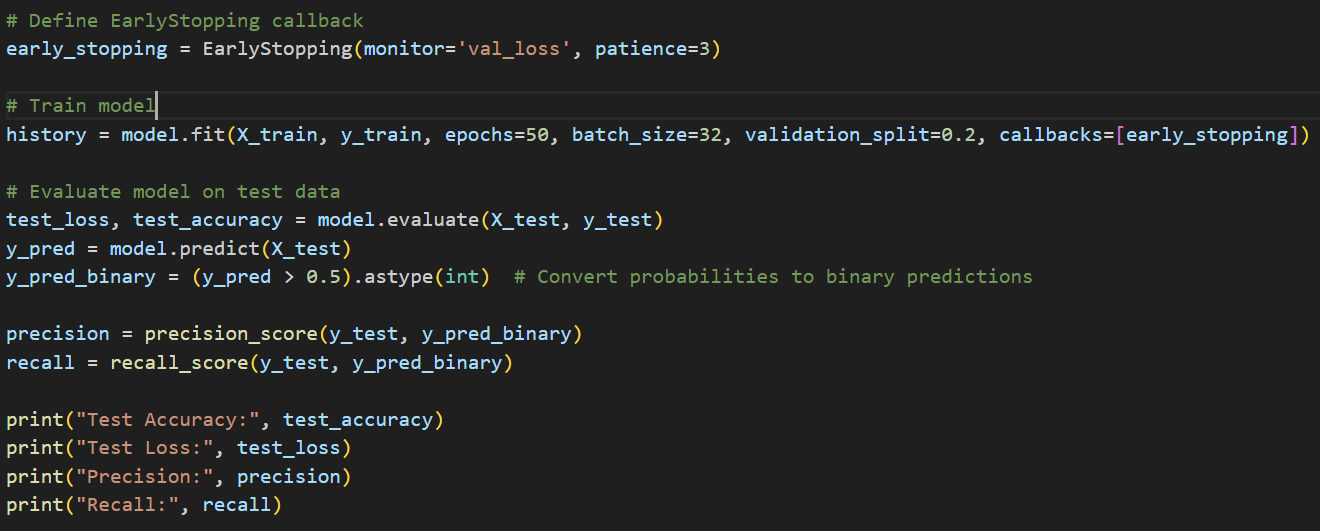 # Define EarlyStopping callback
early_stopping = EarlyStopping(monitor='val_loss', patience=3)
# Train model
history = model.fit(X_train, y_train, epochs=50, batch_size=32, validation_split=0.2, callbacks=[early_stopping])
# Evaluate model on test data
test_loss, test_accuracy = model.evaluate(X_test, y_test)
y_pred = model.predict(X_test)
y_pred_binary = (y_pred > 0.5).astype(int)  # Convert probabilities to binary predictions
precision = precision_score(y_test, y_pred_binary)
recall = recall_score(y_test, y_pred_binary)
print("Test Accuracy:", test_accuracy)
print("Test Loss:", test_loss)
print("Precision:", precision)
print("Recall:", recall)